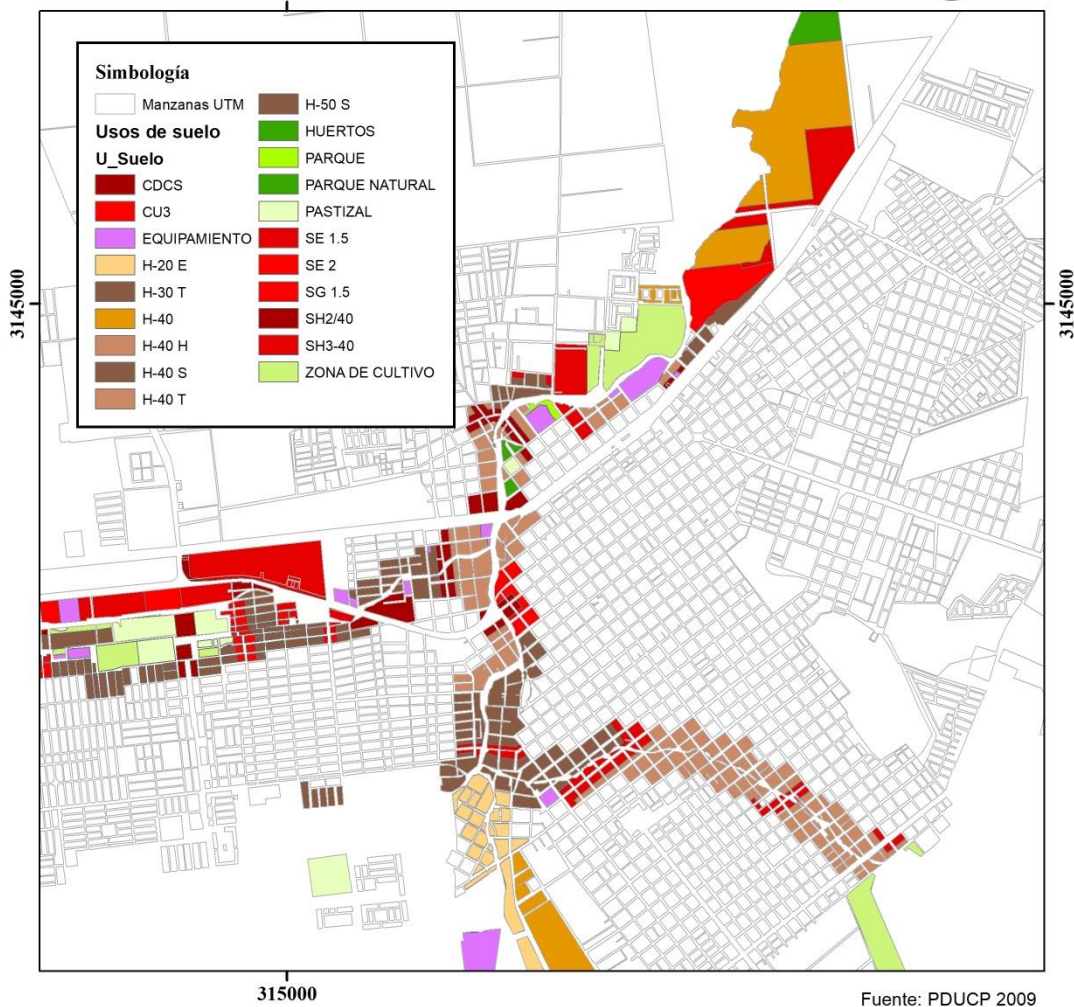 Simbología
Manzanas UTM
Usos de suelo
U_Suelo
CDCS
CU3
EQUIPAMIENTO
H-20 E
H-30 T
H-40
H-40 H
H-40 S
H-40 T
H-50 S
HUERTOS
PARQUE
PARQUE NATURAL
PASTIZAL
SE 1.5
SE 2
SG 1.5
SH2/40
SH3-40
ZONA DE CULTIVO
3145000
3145000
315000
Fuente: PDUCP 2009